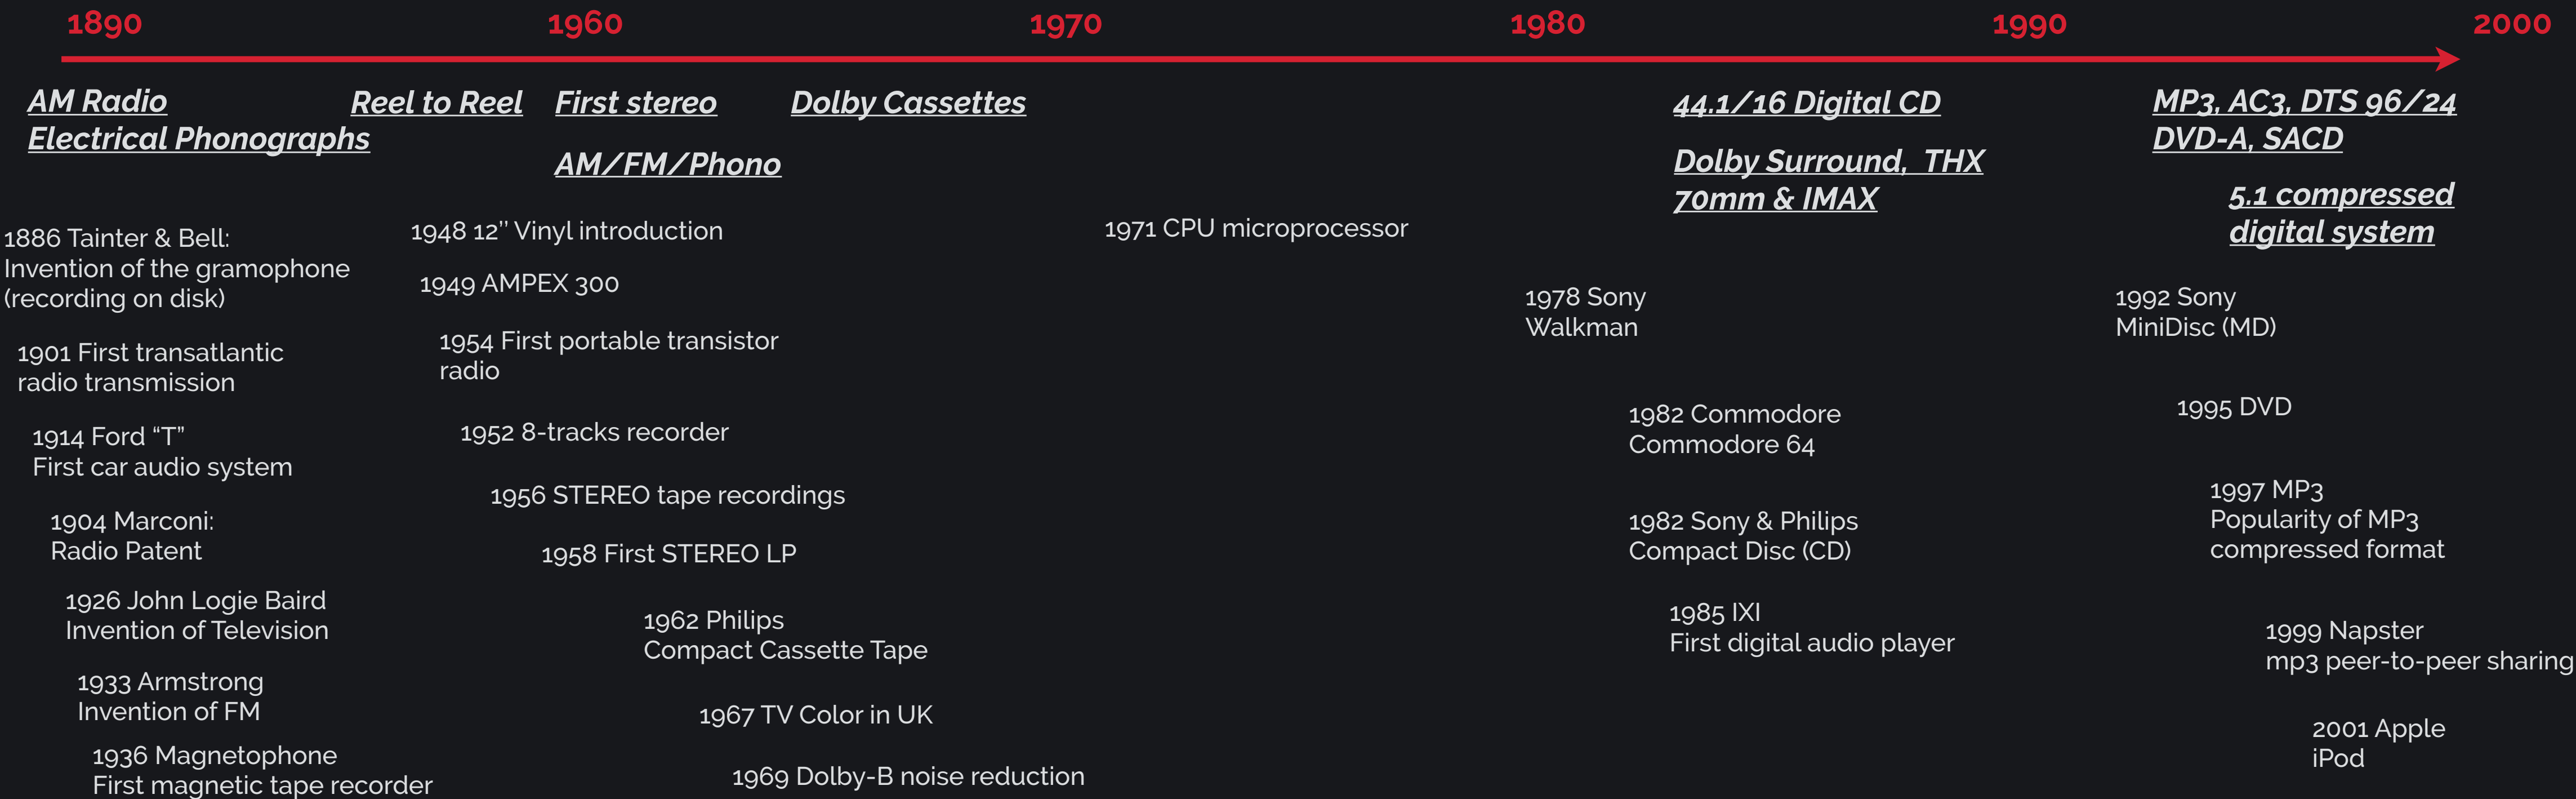 1890 1960 1970 1980 1990 2000
AM Radio
Electrical Phonographs
Reel to Reel
First stereo
AM/FM/Phono
Dolby Cassettes
44.1/16 Digital CD
Dolby Surround, THX
70mm & IMAX
MP3, AC3, DTS 96/24
DVD-A, SACD
5.1 compressed
digital system
1886 Tainter & Bell:
Invention of the gramophone
(recording on disk)
1901 First transatlantic
radio transmission
1914 Ford “T”
First car audio system
1904 Marconi:
Radio Patent
1926 John Logie Baird
Invention of Television
1933 Armstrong
Invention of FM
1936 Magnetophone
First magnetic tape recorder
1948 12’’ Vinyl introduction
1949 AMPEX 300
1954 First portable transistor
radio
1952 8-tracks recorder
1956 STEREO tape recordings
1958 First STEREO LP
1962 Philips
Compact Cassette Tape
1967 TV Color in UK
1969 Dolby-B noise reduction
1971 CPU microprocessor
1978 Sony
Walkman
1982 Commodore
Commodore 64
1982 Sony & Philips
Compact Disc (CD)
1985 IXI
First digital audio player
1992 Sony
MiniDisc (MD)
1995 DVD
1997 MP3
Popularity of MP3
compressed format
1999 Napster
mp3 peer-to-peer sharing
2001 Apple
iPod